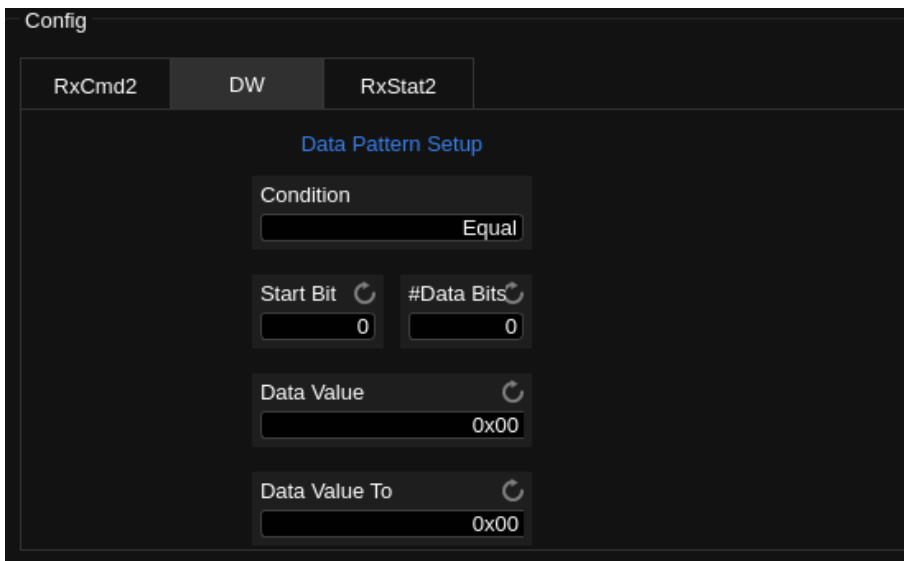 Config
RxCmd2 DW RxStat2
Data Pattern Setup
Condition
Equal
Start Bit #Data Bits
0 0
Data Value
0x00
Data Value To
0x00